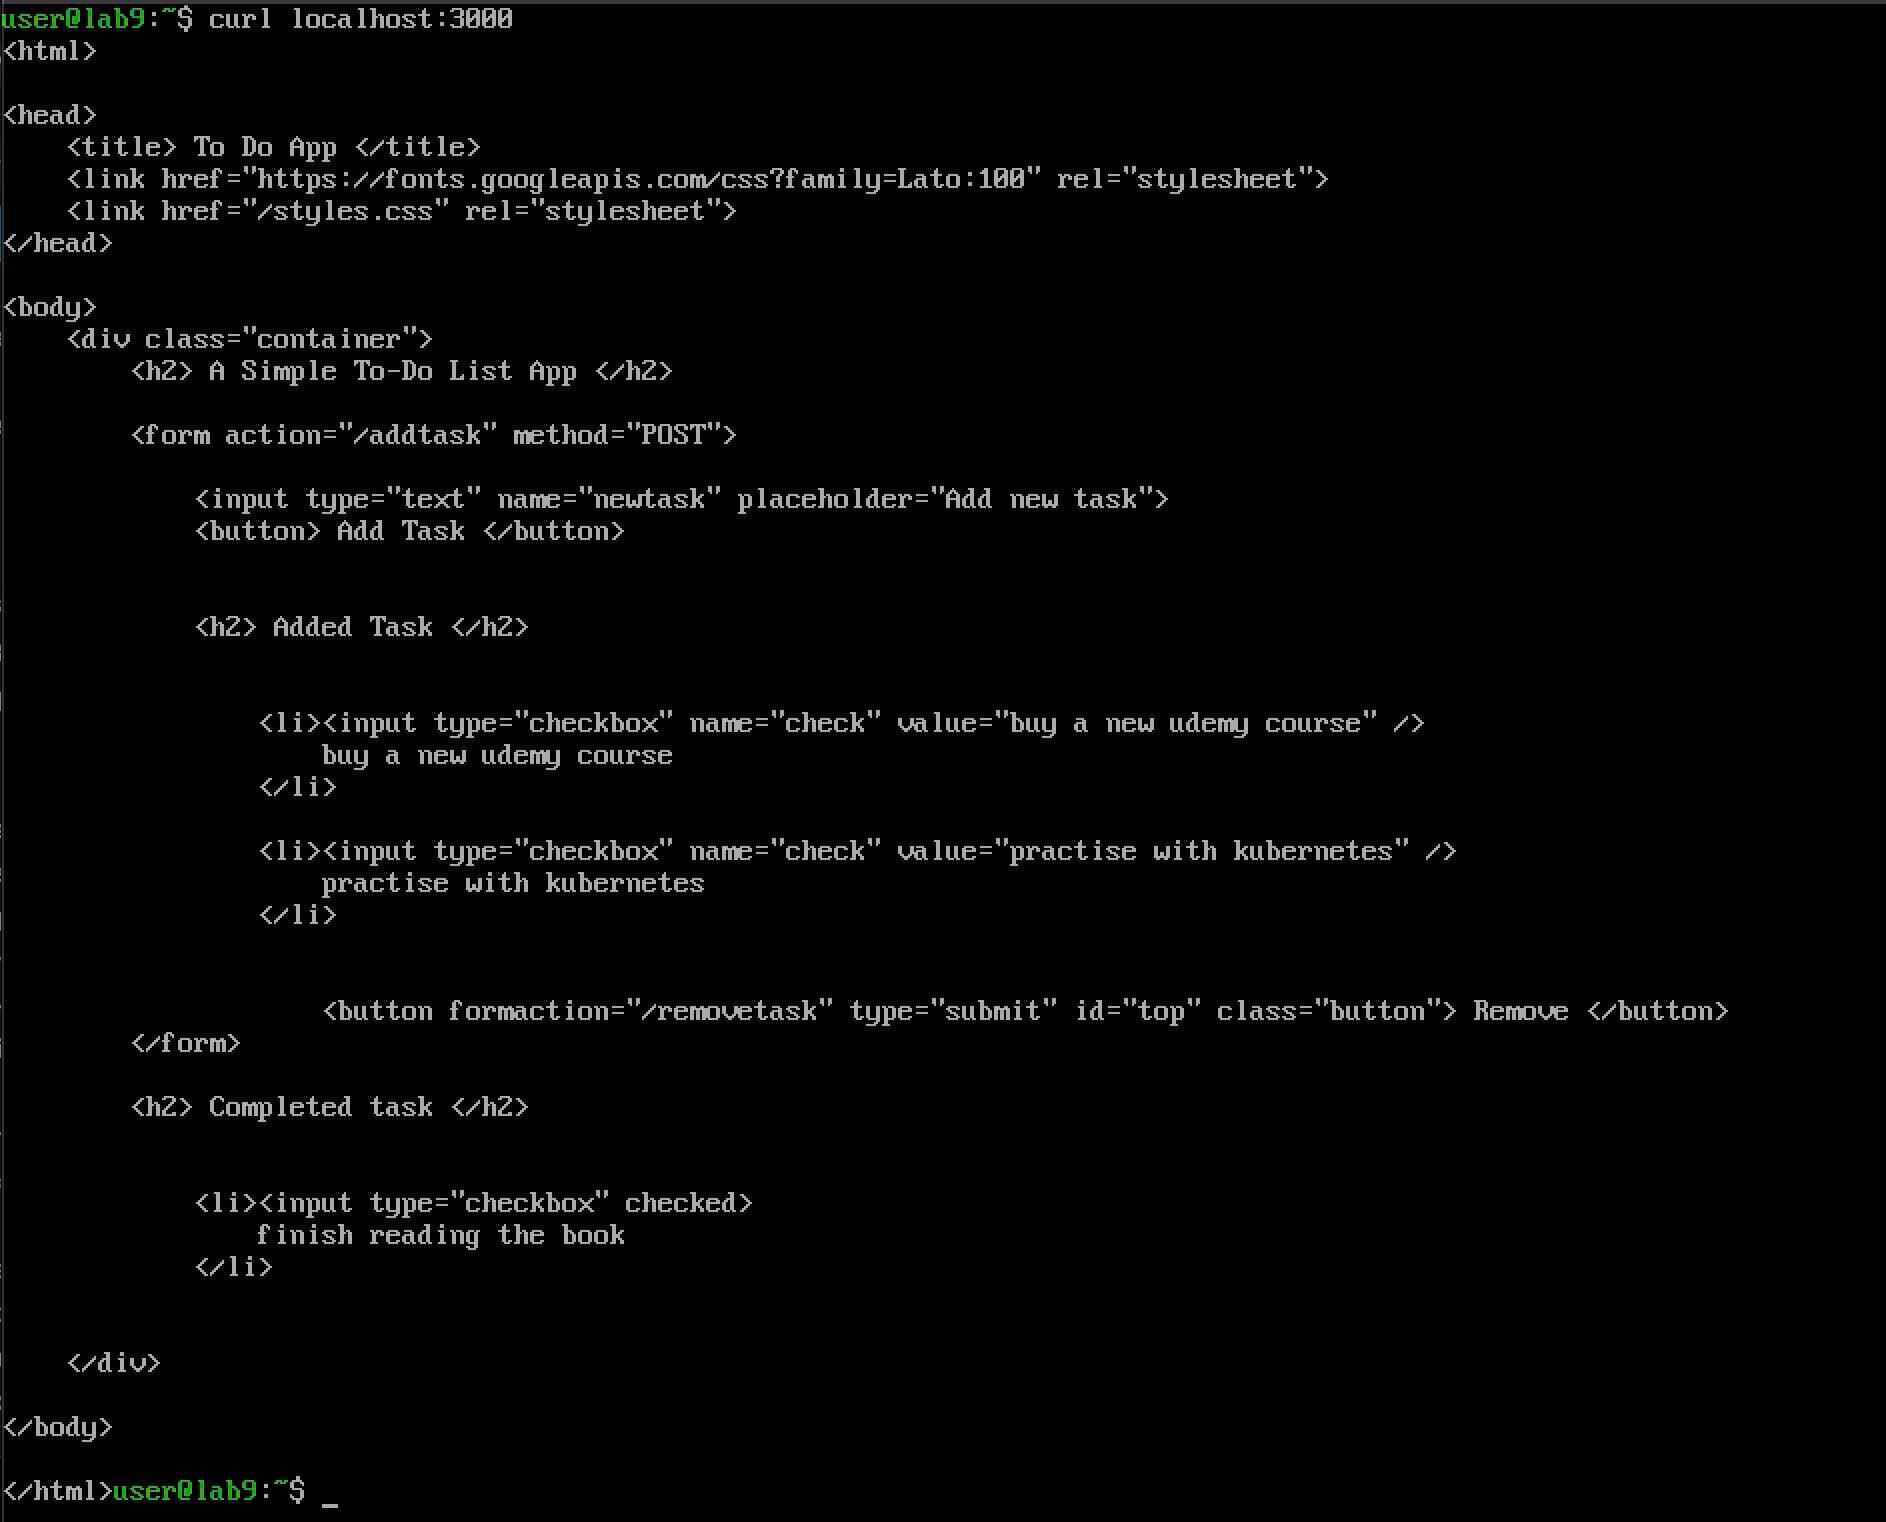 user@lab9:~$ curl localhost:3000
<html>
<head>
<title> To Do App </title>
<link href="https://fonts.googleapis.com/css?family=Lato:100" rel="stylesheet">
<link href="/styles.css" rel="stylesheet">
</head>
<body>
<div class="container">
<h2> A Simple To-Do List App </h2>
<form action="/addtask" method="POST">
<input type="text" name="newtask" placeholder="Add new task">
<button> Add Task </button>
<h2> Added Task </h2>
<li><input type="checkbox" name="check" value="buy a new udemy course" />
buy a new udemy course
</li>
<li><input type="checkbox" name="check" value="practise with kubernetes" />
practise with kubernetes
</li>
<button formaction="/removetask" type="submit" id="top" class="button"> Remove </button>
</form>
<h2> Completed task </h2>
<li><input type="checkbox" checked>
finish reading the book
</li>
</div>
</body>
</html>user@lab9:~$ _